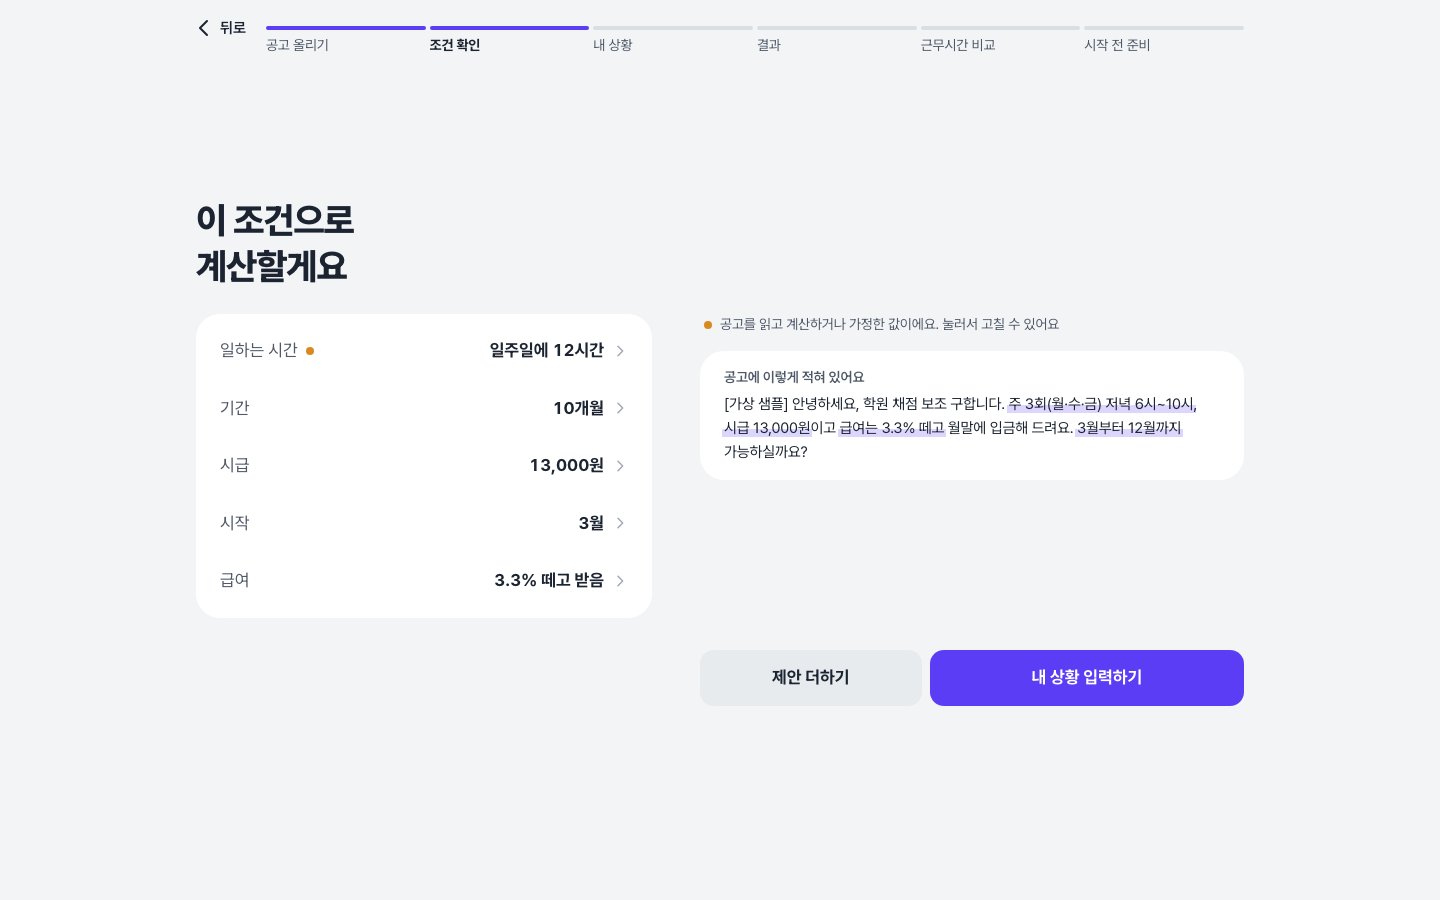 뒤로
공고 올리기
조건 확인
내 상황
결과
근무시간 비교
시작 전 준비
이 조건으로
계산할게요
일하는 시간
일주일에 12시간
기간
10개월
시급
13,000원
시작
3월
급여
3.3% 떼고 받음
공고를 읽고 계산하거나 가정한 값이에요. 눌러서 고칠 수 있어요
공고에 이렇게 적혀 있어요
[가상 샘플] 안녕하세요, 학원 채점 보조 구합니다. 주 3회(월·수·금) 저녁 6시~10시,
시급 13,000원이고 급여는 3.3% 떼고 월말에 입금해 드려요. 3월부터 12월까지
가능하실까요?
제안 더하기
내 상황 입력하기